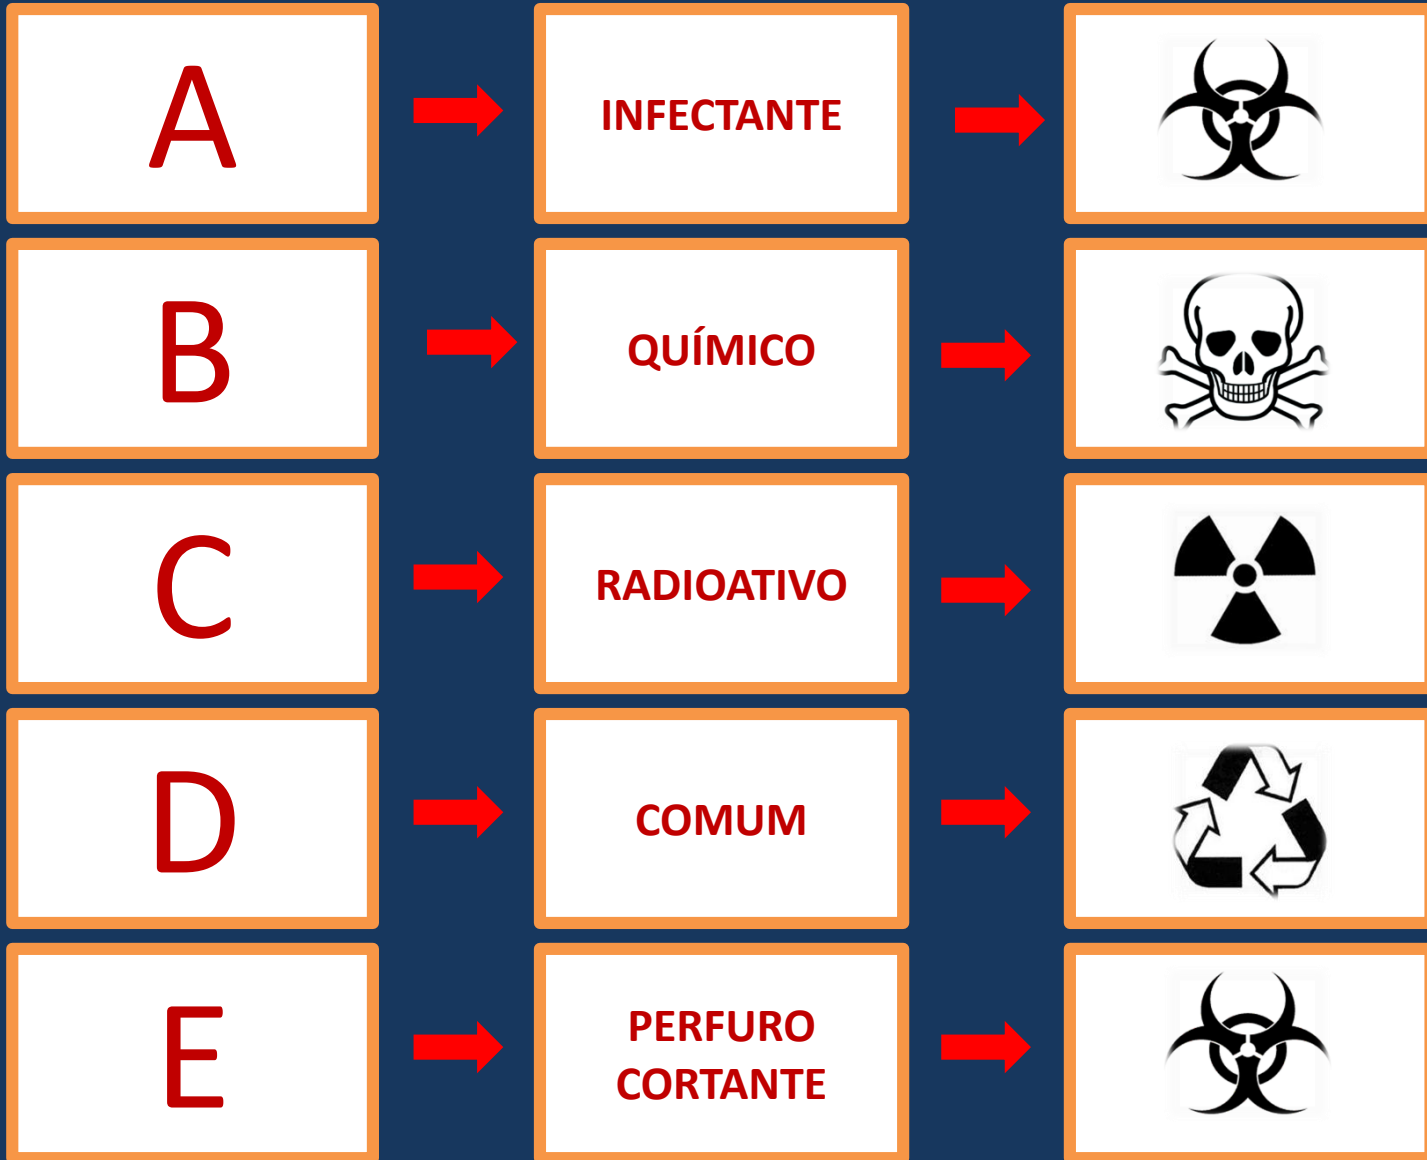 A
INFECTANTE
B
QUÍMICO
C
RADIOATIVO
D
COMUM
E
PERFURO
CORTANTE